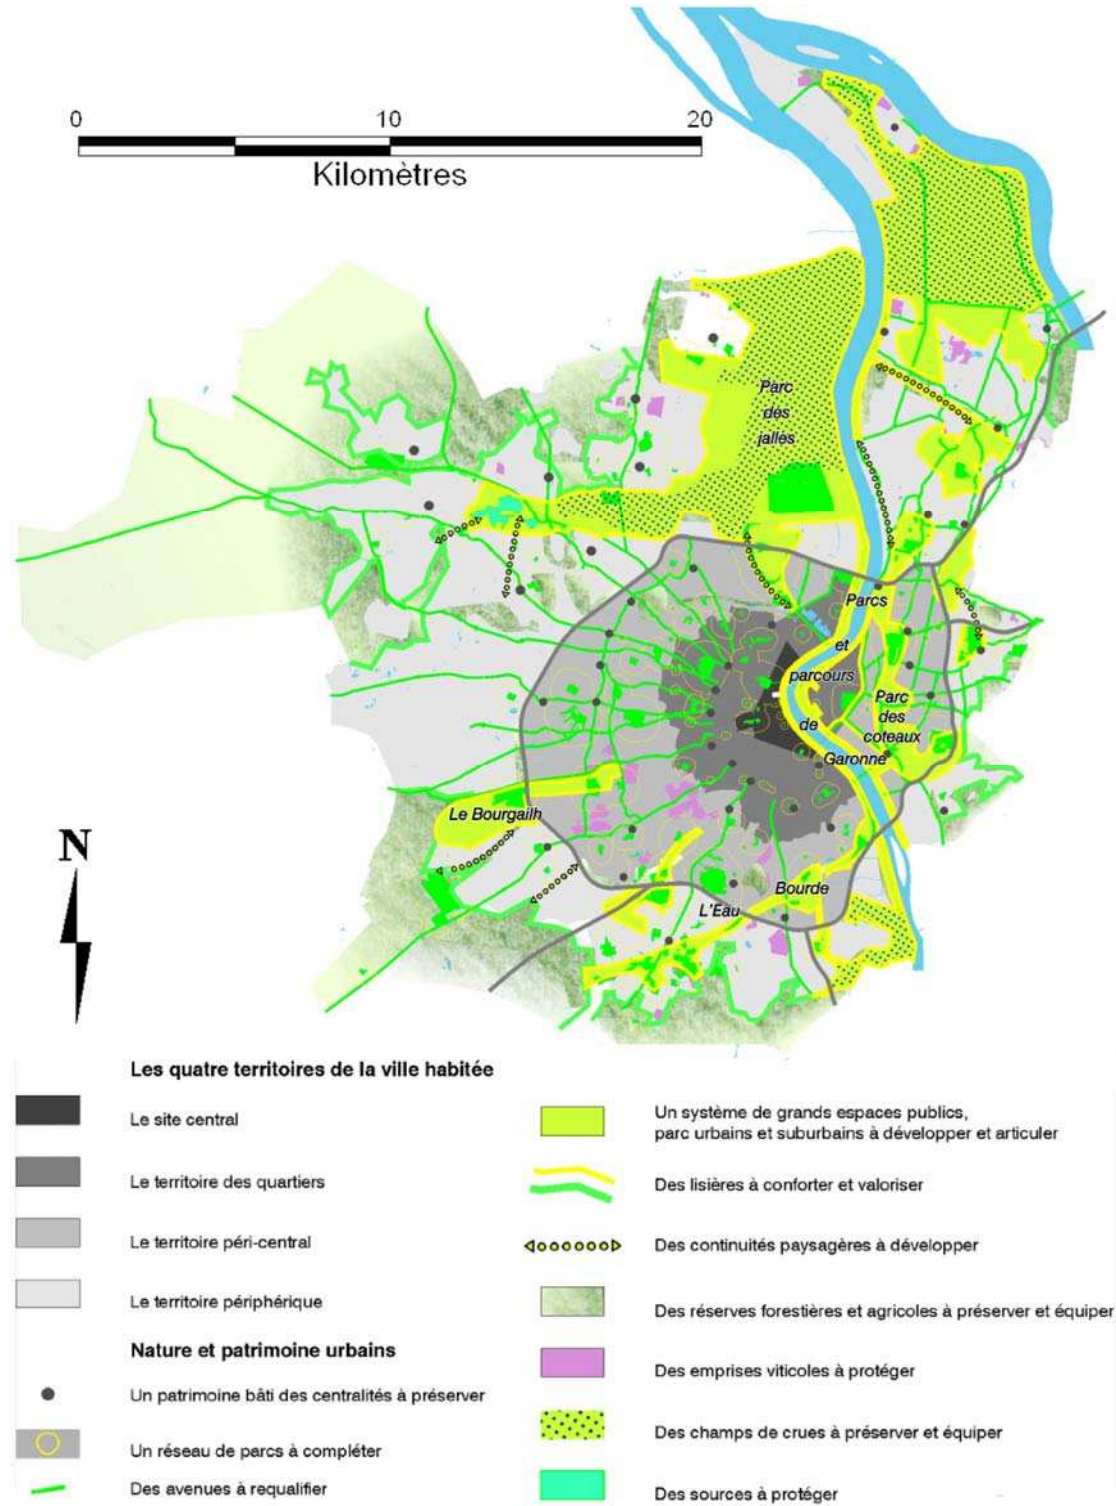 0 10 20
Kilomètres
Parc
des
jalles
Parcs
et
parcours
de
Garonne
Parc
des
coteaux
Le Bourgailh
N
Bourde
L'Eau
Les quatre territoires de la ville habitée
Le site central
Le territoire des quartiers
Le territoire péri-central
Le territoire périphérique
Nature et patrimoine urbains
Un patrimoine bâti des centralités à préserver
Un réseau de parcs à compléter
Des avenues à requalifier
Un système de grands espaces publics,
parc urbains et suburbains à développer et articuler
Des lisières à conforter et valoriser
Des continuités paysagères à développer
Des réserves forestières et agricoles à préserver et équiper
Des emprises viticoles à protéger
Des champs de crues à préserver et équiper
Des sources à protéger